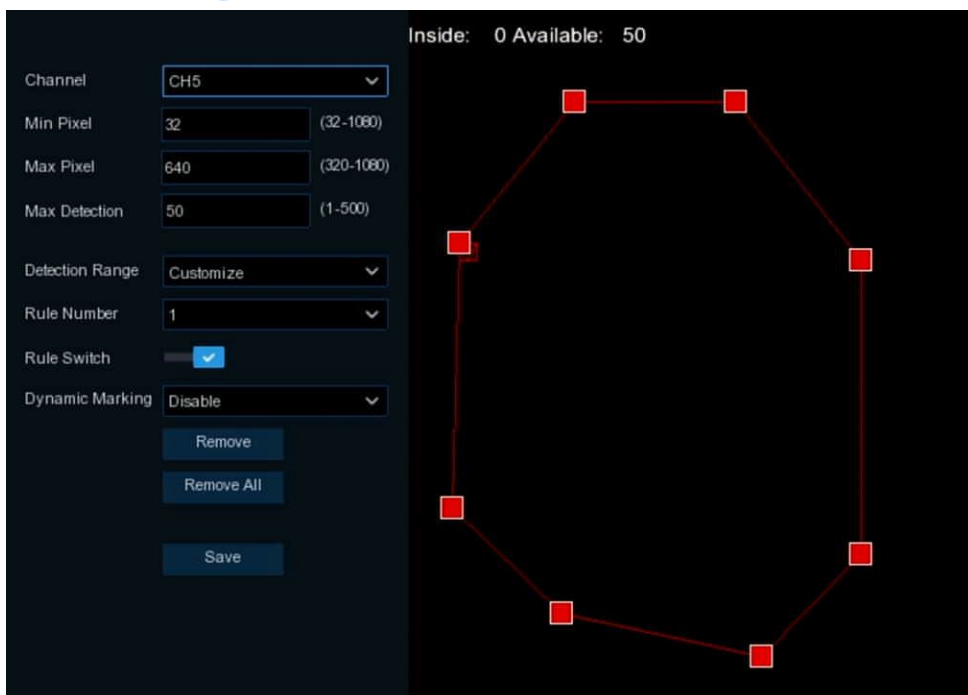 Inside: 0 Available: 50
Channel CH5
Min Pixel 32 (32-1080)
Max Pixel 640 (320-1080)
Max Detection 50 (1-500)
Detection Range Customize
Rule Number 1
Rule Switch
Dynamic Marking Disable
Remove
Remove All
Save